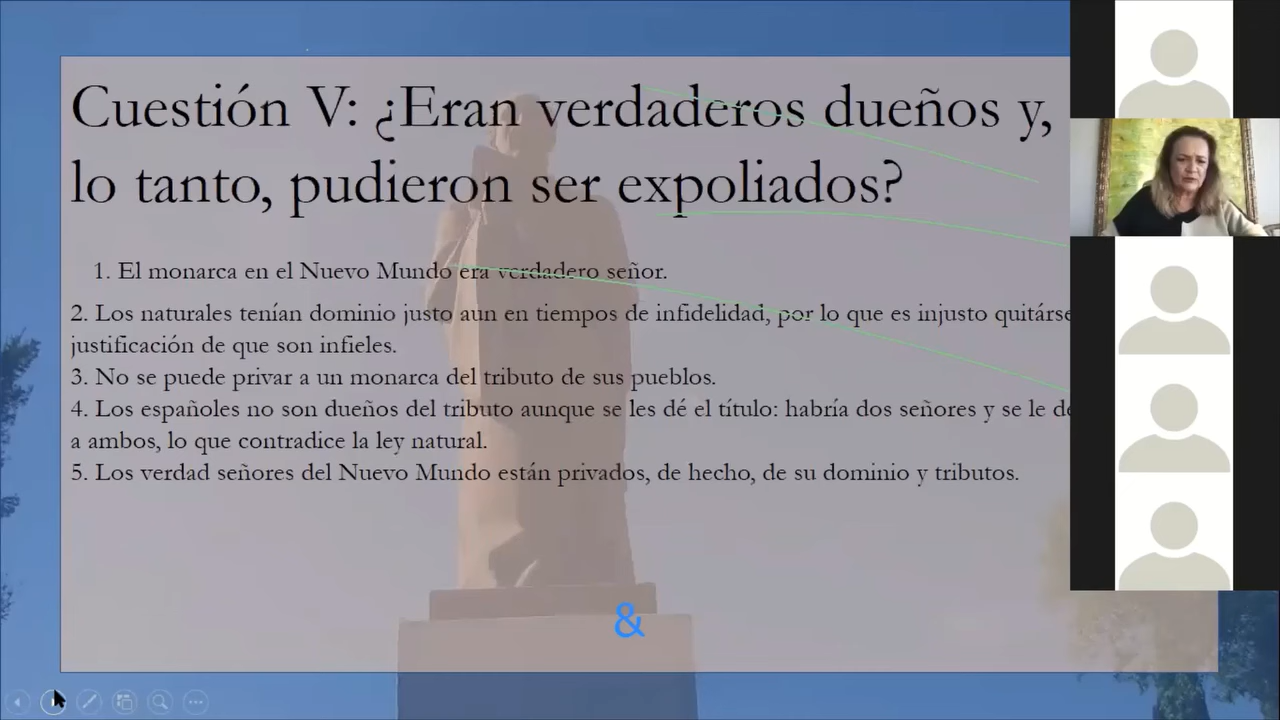 Cuestión V: ¿Eran verdaderos dueños y,
lo tanto, pudieron ser expoliados?
1. El monarca en el Nuevo Mundo era verdadero señor.
2. Los naturales tenían dominio justo aun en tiempos de infidelidad, por lo que es injusto
justificación de que son infieles.
3. No se puede privar a un monarca del tributo de sus pueblos.
4. Los españoles no son dueños del tributo aunque se les dé el título: habría dos señores y se le
a ambos, lo que contradice la ley natural.
5. Los verdad señores del Nuevo Mundo están privados, de hecho, de su dominio y tributos.
&